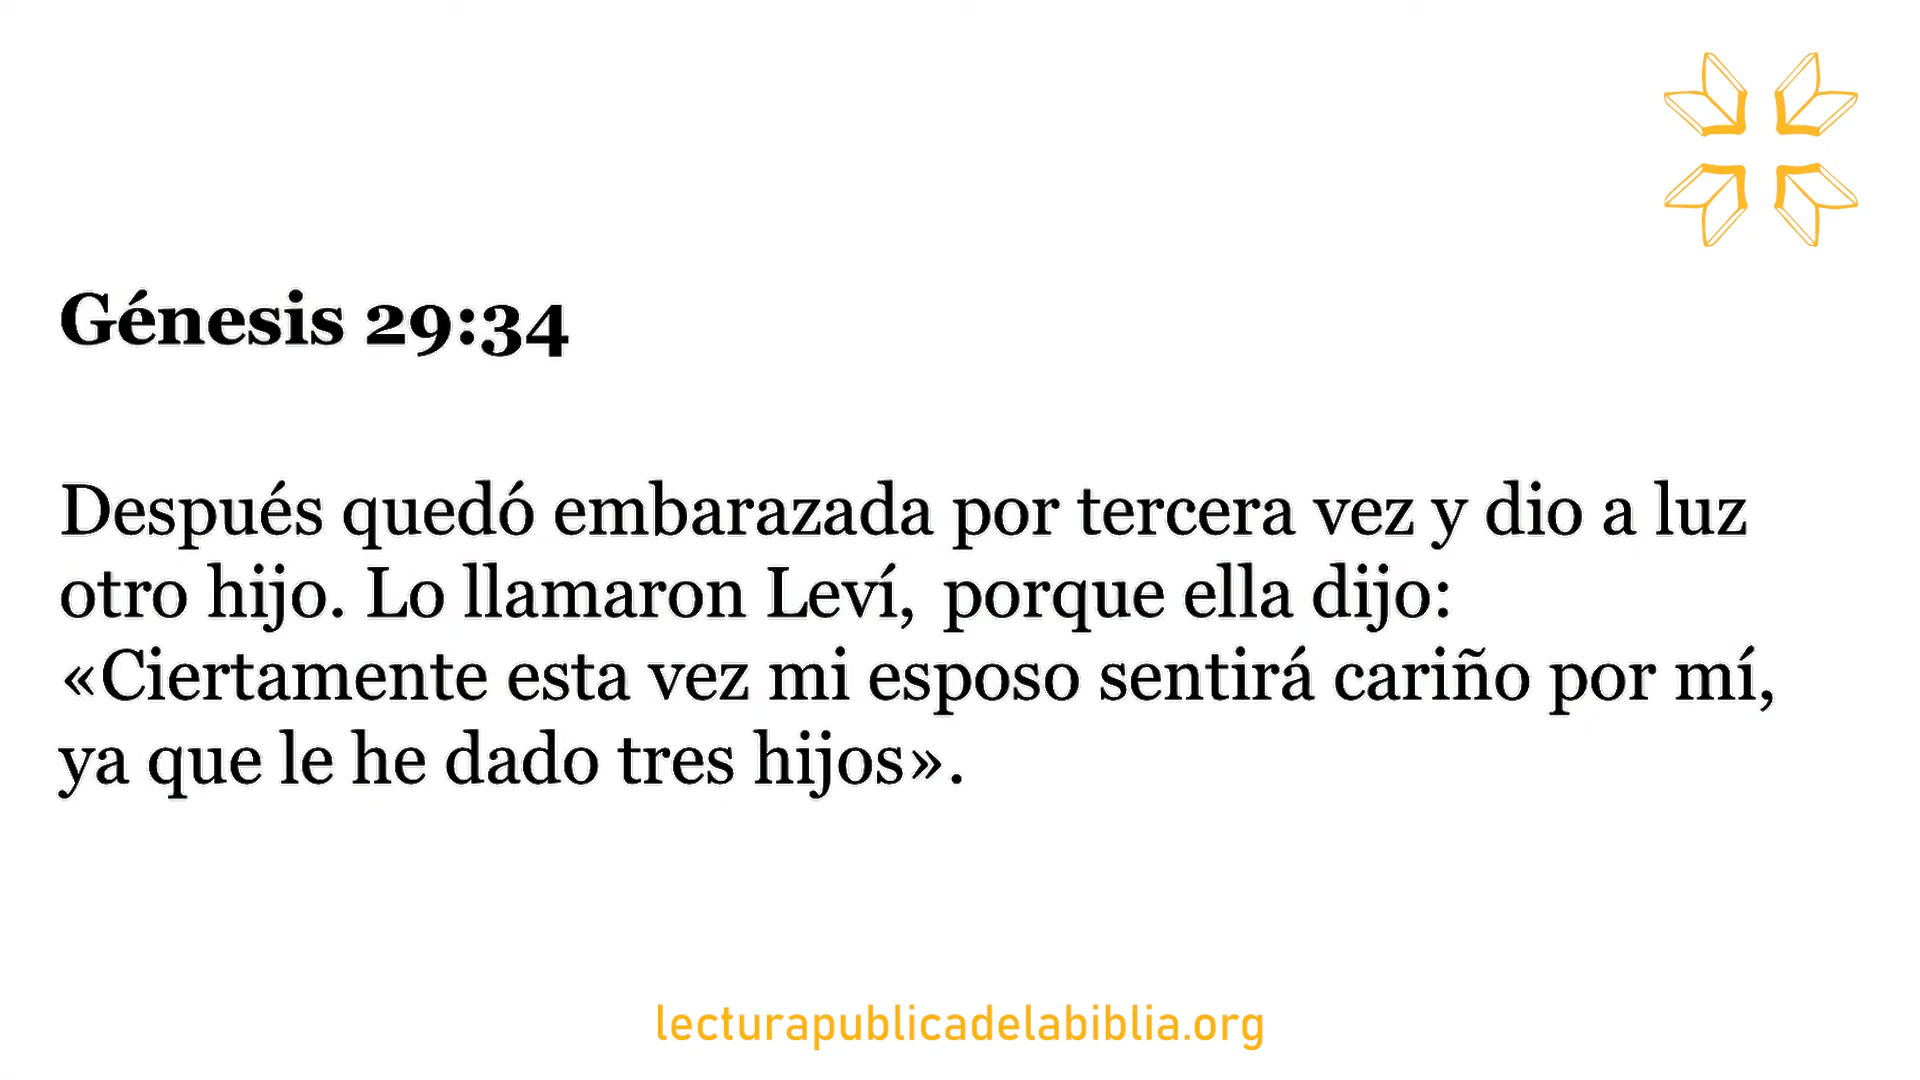 Génesis 29:34
Después quedó embarazada por tercera vez y dio a luz
otro hijo. Lo llamaron Leví, porque ella dijo:
«Ciertamente esta vez mi esposo sentirá cariño por mí,
ya que le he dado tres hijos».
lecturapublicadelabiblia.org